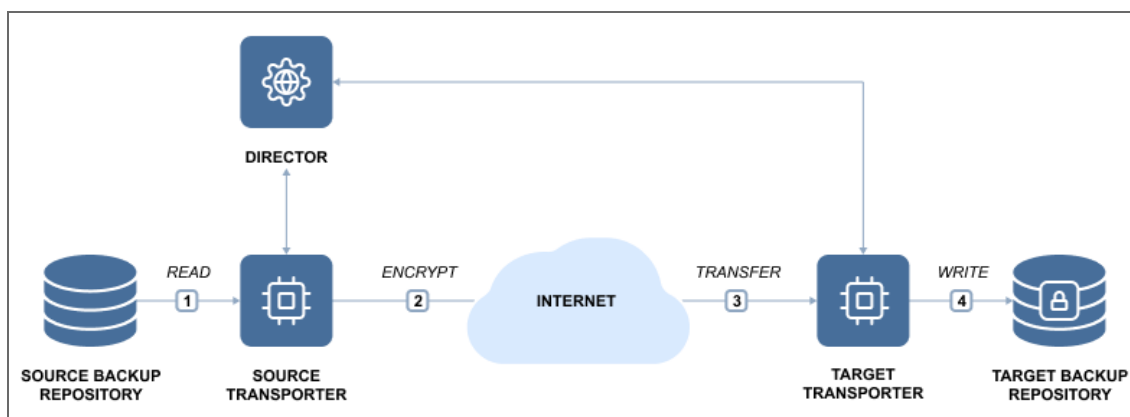 DIRECTOR
READ
1
ENCRYPT
2
INTERNET
TRANSFER
3
WRITE
4
SOURCE BACKUP
REPOSITORY
SOURCE
TRANSPORTER
TARGET
TRANSPORTER
TARGET BACKUP
REPOSITORY